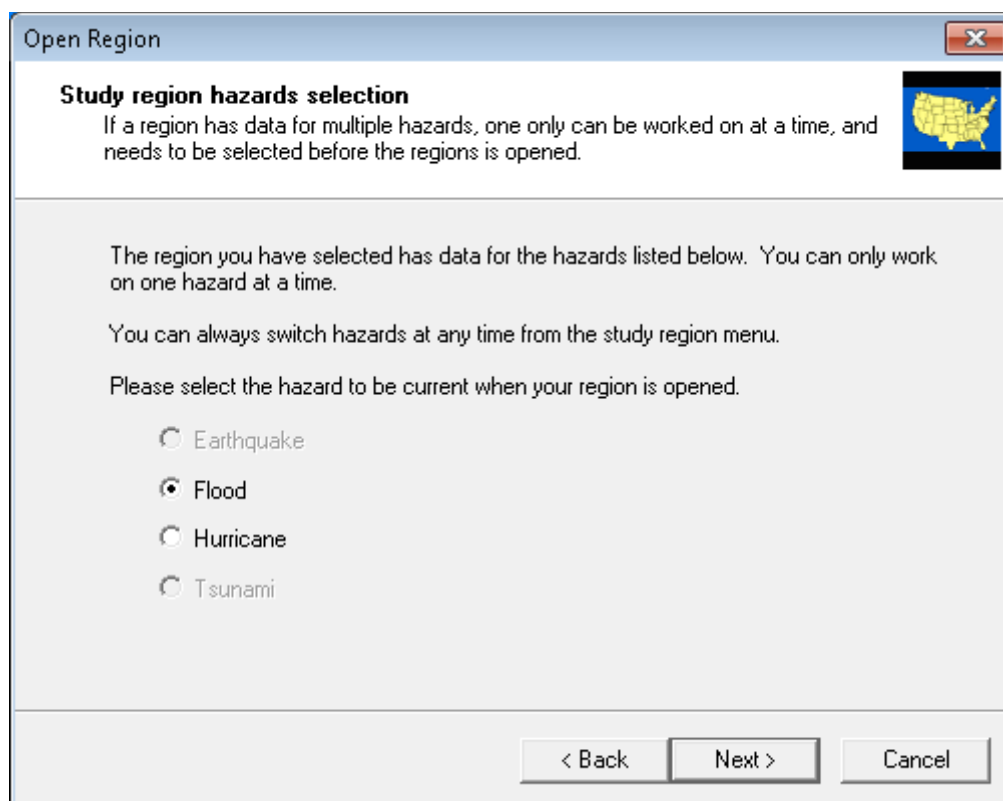 Open Region
Study region hazards selection
If a region has data for multiple hazards, one only can be worked on at a time, and
needs to be selected before the regions is opened.
The region you have selected has data for the hazards listed below. You can only work
on one hazard at a time.
You can always switch hazards at any time from the study region menu.
Please select the hazard to be current when your region is opened.
Earthquake
Flood
Hurricane
Tsunami
< Back Next > Cancel